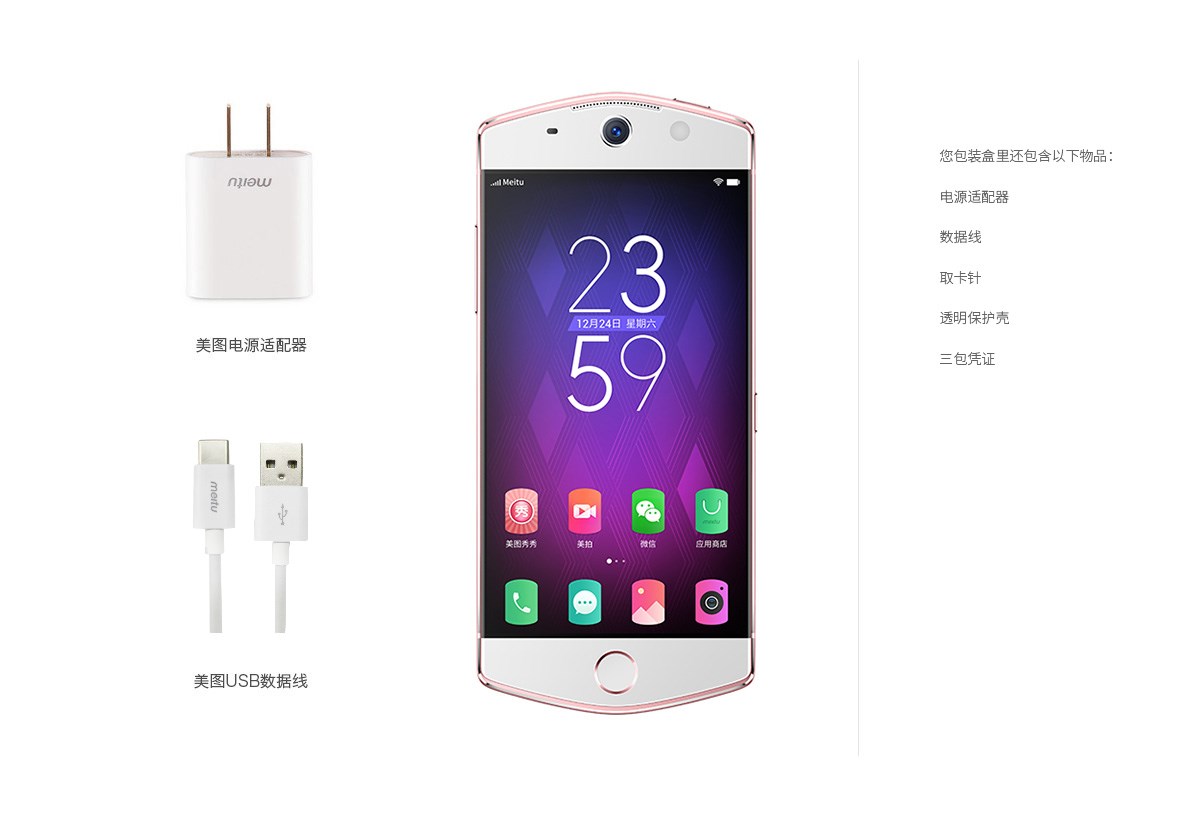 meitu
美图电源适配器
meitu
美图USB数据线
Meitu
23
12月24日 星期六
59
秀
meitu
美图秀秀
美拍
微信
应用商店
您包装盒里还包含以下物品：
电源适配器
数据线
取卡针
透明保护壳
三包凭证